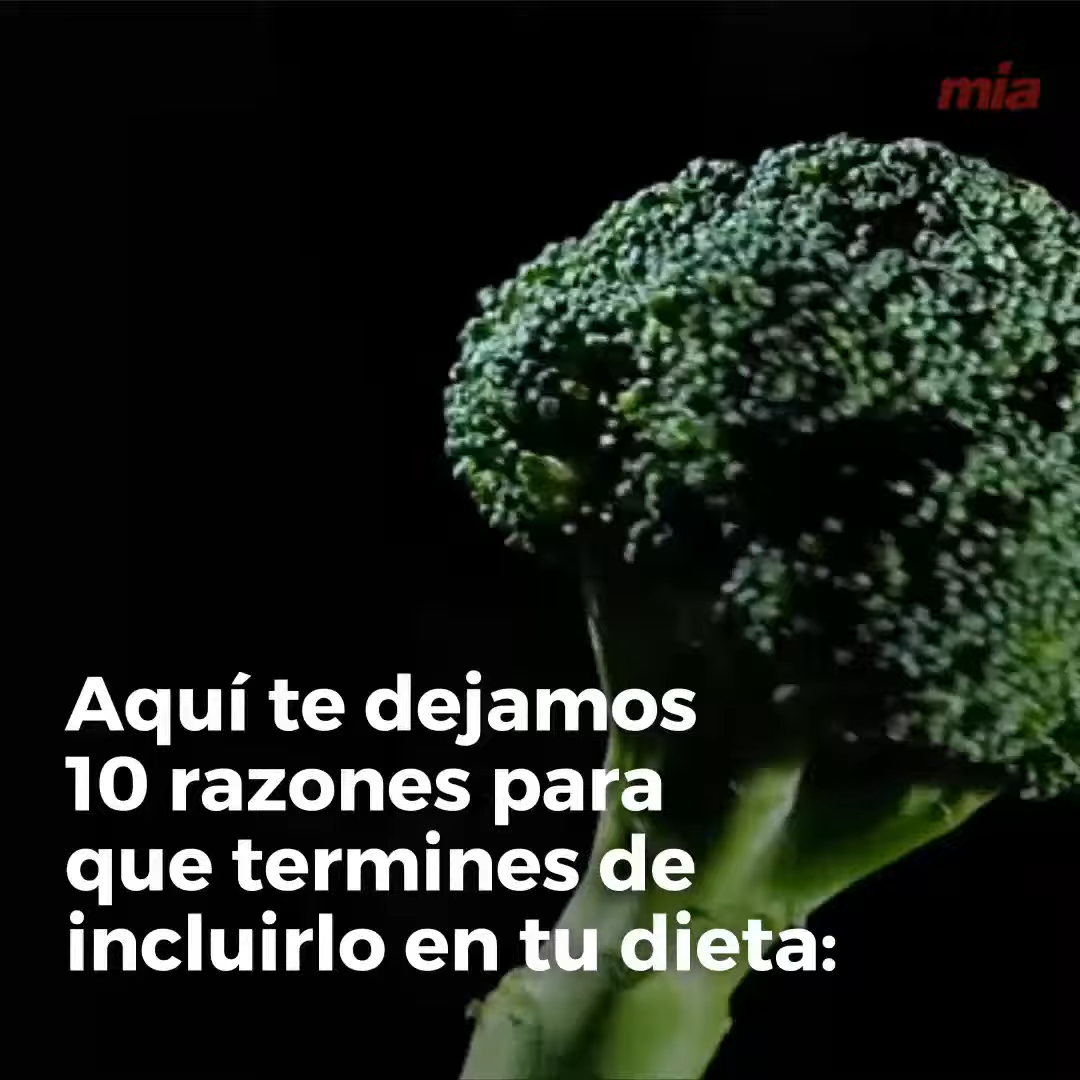 mia
Aquí te dejamos
10 razones para
que termines de
incluirlo en tu dieta: